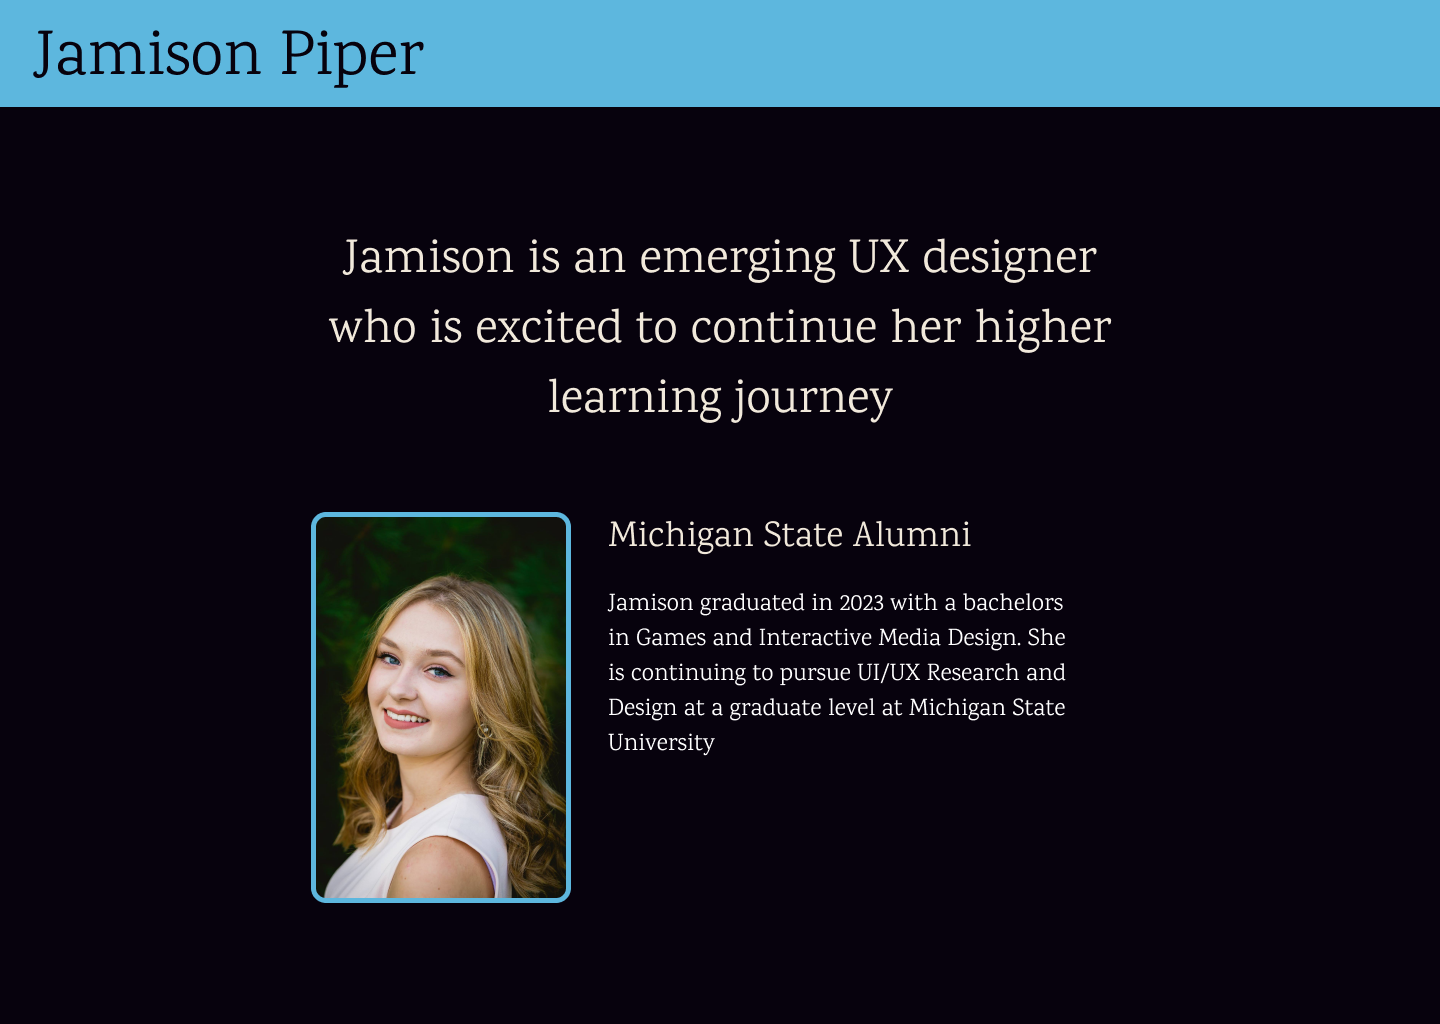 Jamison Piper
Jamison is an emerging UX designer
who is excited to continue her higher
learning journey
Michigan State Alumni
Jamison graduated in 2023 with a bachelors
in Games and Interactive Media Design. She
is continuing to pursue UI/UX Research and
Design at a graduate level at Michigan State
University